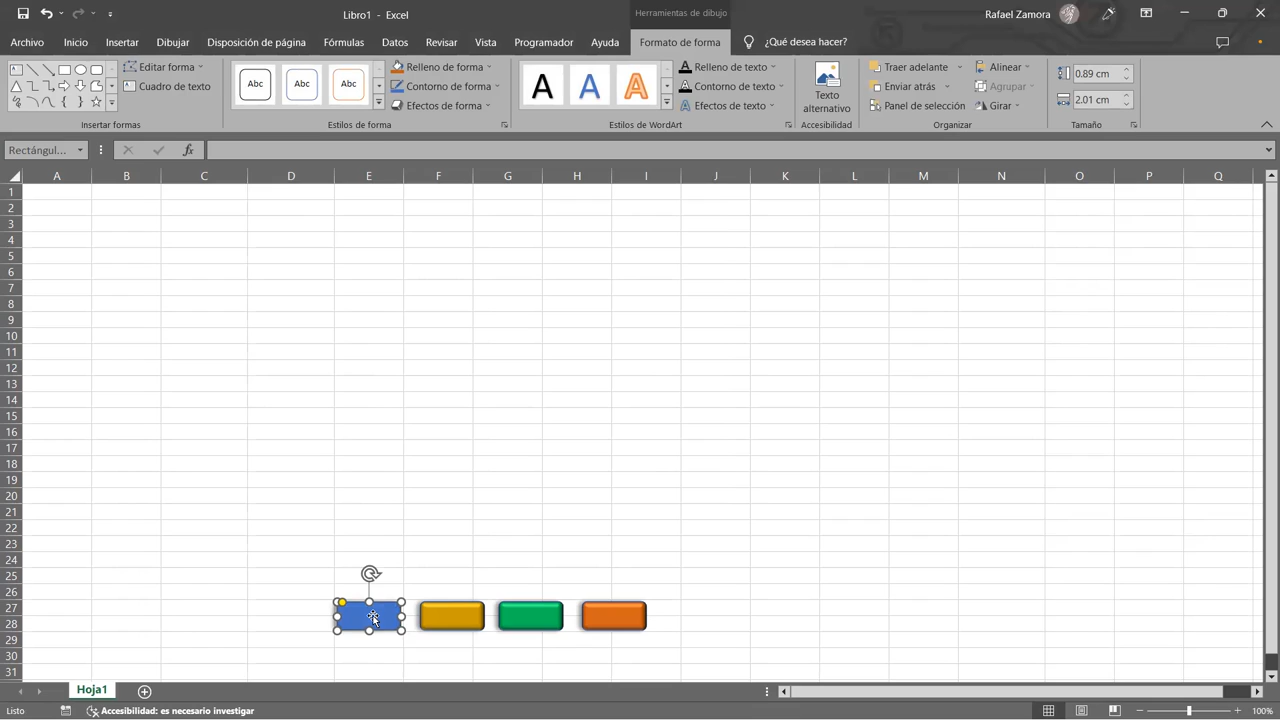 Libro1 - Excel
Herramientas de dibujo
Rafael Zamora
Archivo Inicio Insertar Dibujar Disposición de página Fórmulas Datos Revisar Vista Programador Ayuda Formato de forma ¿Qué desea hacer?
Editar forma
Cuadro de texto
Insertar formas
Abc Abc Abc
Relleno de forma
Contorno de forma
Efectos de forma
Estilos de forma
A A A
Relleno de texto
Contorno de texto
Efectos de texto
Estilos de WordArt
Texto
alternativo
Accesibilidad
Traer adelante
Enviar atrás
Panel de selección
Alinear
Agrupar
Girar
Organizar
0.89 cm
2.01 cm
Tamaño
Rectángul... fx
A B C D E F G H I J K L M N O P Q
1
2
3
4
5
6
7
8
9
10
11
12
13
14
15
16
17
18
19
20
21
22
23
24
25
26
27
28
29
30
31
Hoja1
Listo
Accesibilidad: es necesario investigar
100%